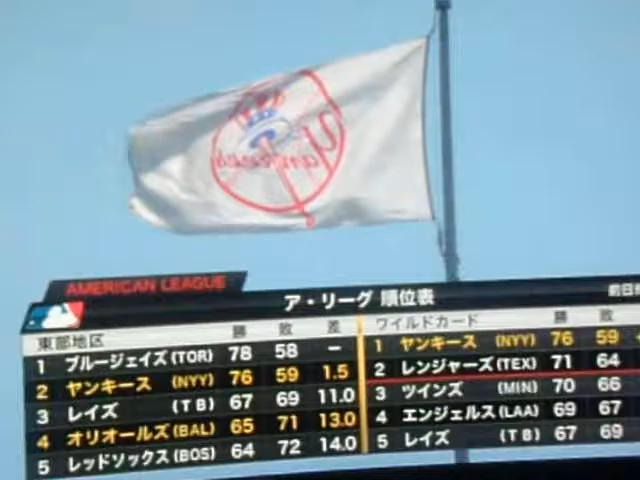 Yankees
AMERICAN LEAGUE
ア・リーグ 順位表
東部地区 勝 敗 差
1 ブルージェイズ(TOR) 78 58 –
2 ヤンキース (NYY) 76 59 1.5
3 レイズ (TB) 67 69 11.0
4 オリオールズ(BAL) 65 71 13.0
5 レッドソックス(BOS) 64 72 14.0
前日
ワイルドカード 勝 敗
1 ヤンキース (NYY) 76 59
2 レンジャーズ(TEX) 71 64
3 ツインズ (MIN) 70 66
4 エンジェルス(LAA) 69 67
5 レイズ (TB) 67 69